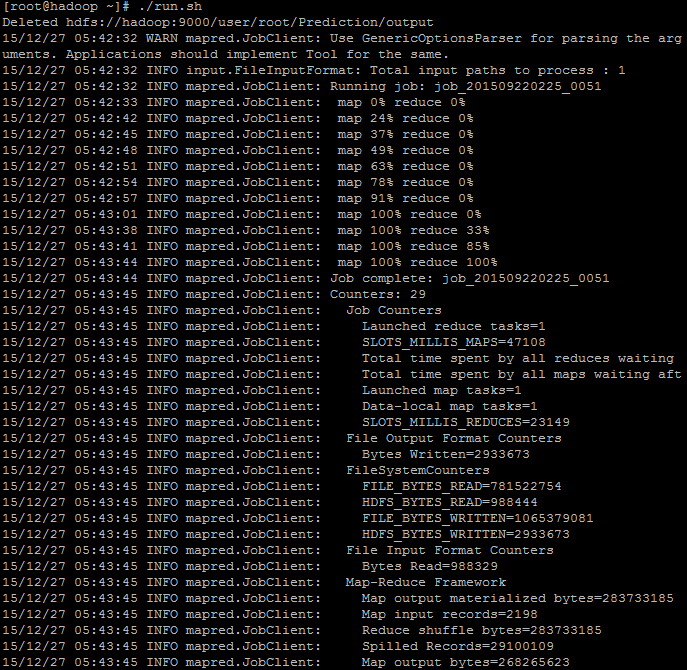 [root@hadoop ~]# ./run.sh
Deleted hdfs://hadoop:9000/user/root/Prediction/output
15/12/27 05:42:32 WARN mapred.JobClient: Use GenericOptionsParser for parsing the arg
uments. Applications should implement Tool for the same.
15/12/27 05:42:32 INFO input.FileInputFormat: Total input paths to process : 1
15/12/27 05:42:32 INFO mapred.JobClient: Running job: job_201509220225_0051
15/12/27 05:42:33 INFO mapred.JobClient:  map 0% reduce 0%
15/12/27 05:42:42 INFO mapred.JobClient:  map 24% reduce 0%
15/12/27 05:42:45 INFO mapred.JobClient:  map 37% reduce 0%
15/12/27 05:42:48 INFO mapred.JobClient:  map 49% reduce 0%
15/12/27 05:42:51 INFO mapred.JobClient:  map 63% reduce 0%
15/12/27 05:42:54 INFO mapred.JobClient:  map 78% reduce 0%
15/12/27 05:42:57 INFO mapred.JobClient:  map 91% reduce 0%
15/12/27 05:43:01 INFO mapred.JobClient:  map 100% reduce 0%
15/12/27 05:43:38 INFO mapred.JobClient:  map 100% reduce 33%
15/12/27 05:43:41 INFO mapred.JobClient:  map 100% reduce 85%
15/12/27 05:43:44 INFO mapred.JobClient:  map 100% reduce 100%
15/12/27 05:43:44 INFO mapred.JobClient: Job complete: job_201509220225_0051
15/12/27 05:43:45 INFO mapred.JobClient: Counters: 29
15/12/27 05:43:45 INFO mapred.JobClient:   Job Counters
15/12/27 05:43:45 INFO mapred.JobClient:     Launched reduce tasks=1
15/12/27 05:43:45 INFO mapred.JobClient:     SLOTS_MILLIS_MAPS=47108
15/12/27 05:43:45 INFO mapred.JobClient:     Total time spent by all reduces waiting
15/12/27 05:43:45 INFO mapred.JobClient:     Total time spent by all maps waiting aft
15/12/27 05:43:45 INFO mapred.JobClient:     Launched map tasks=1
15/12/27 05:43:45 INFO mapred.JobClient:     Data-local map tasks=1
15/12/27 05:43:45 INFO mapred.JobClient:     SLOTS_MILLIS_REDUCES=23149
15/12/27 05:43:45 INFO mapred.JobClient:   File Output Format Counters
15/12/27 05:43:45 INFO mapred.JobClient:     Bytes Written=2933673
15/12/27 05:43:45 INFO mapred.JobClient:   FileSystemCounters
15/12/27 05:43:45 INFO mapred.JobClient:     FILE_BYTES_READ=781522754
15/12/27 05:43:45 INFO mapred.JobClient:     HDFS_BYTES_READ=988444
15/12/27 05:43:45 INFO mapred.JobClient:     FILE_BYTES_WRITTEN=1065379081
15/12/27 05:43:45 INFO mapred.JobClient:     HDFS_BYTES_WRITTEN=2933673
15/12/27 05:43:45 INFO mapred.JobClient:   File Input Format Counters
15/12/27 05:43:45 INFO mapred.JobClient:     Bytes Read=988329
15/12/27 05:43:45 INFO mapred.JobClient:   Map-Reduce Framework
15/12/27 05:43:45 INFO mapred.JobClient:     Map output materialized bytes=283733185
15/12/27 05:43:45 INFO mapred.JobClient:     Map input records=2198
15/12/27 05:43:45 INFO mapred.JobClient:     Reduce shuffle bytes=283733185
15/12/27 05:43:45 INFO mapred.JobClient:     Spilled Records=29100109
15/12/27 05:43:45 INFO mapred.JobClient:     Map output bytes=268265623